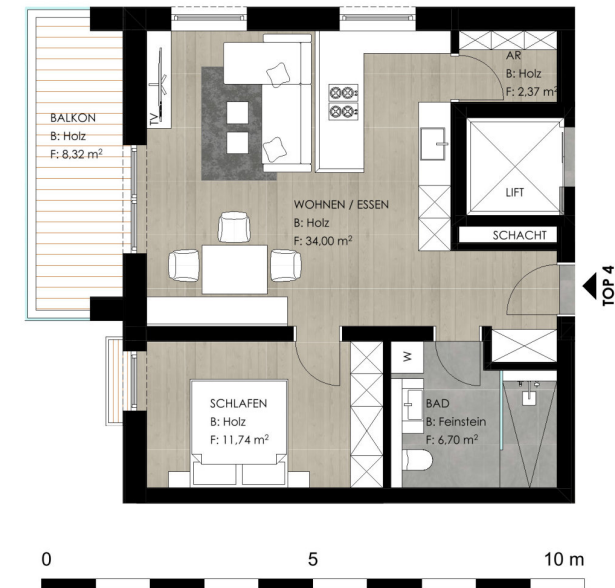 AR
B: Holz
F: 2,37 m²
BALKON
B: Holz
F: 8,32 m²
TV
LIFT
WOHNEN / ESSEN
B: Holz
F: 34,00 m²
SCHACHT
TOP 4
W
SCHLAFEN
B: Holz
F: 11,74 m²
BAD
B: Feinstein
F: 6,70 m²
0 5 10 m